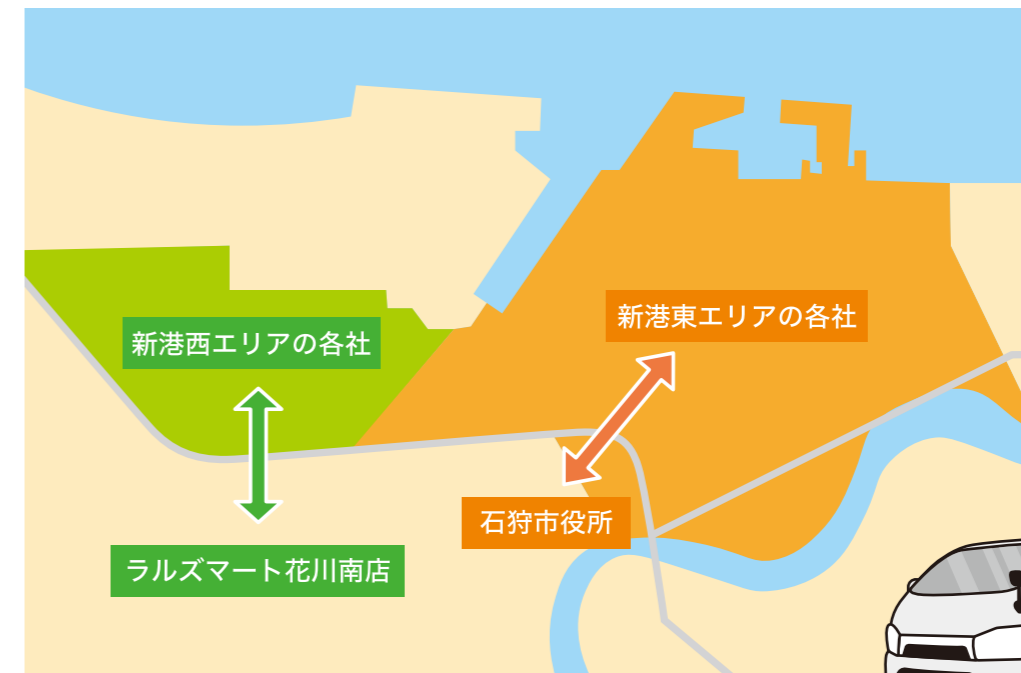 新港東エリアの各社
新港西エリアの各社
石狩市役所
ラルズマート花川南店